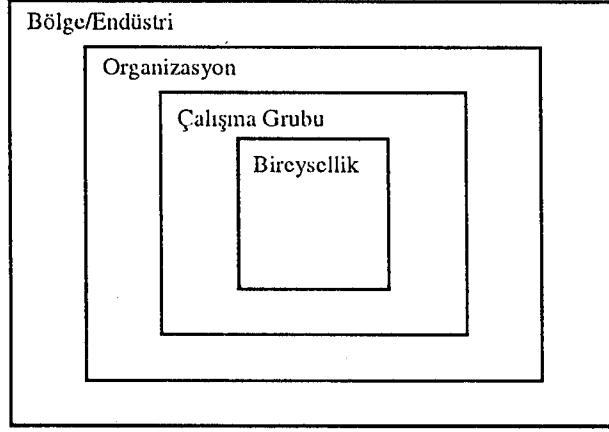 Bölge/Endüstri
Organizasyon
Çalışma Grubu
Bireysellik